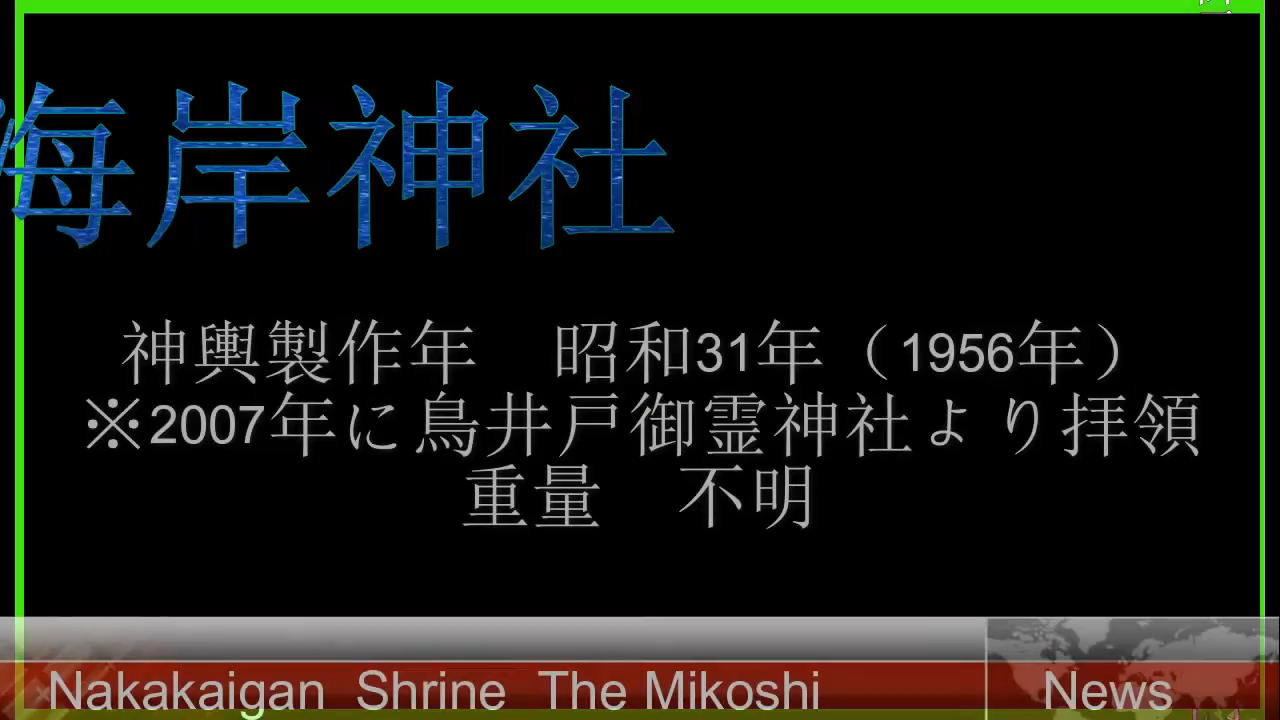 海岸神社
神輿製作年　昭和31年（1956年）
※2007年に鳥井戸御霊神社より拝領
重量　不明
Nakakaigan Shrine The Mikoshi
News